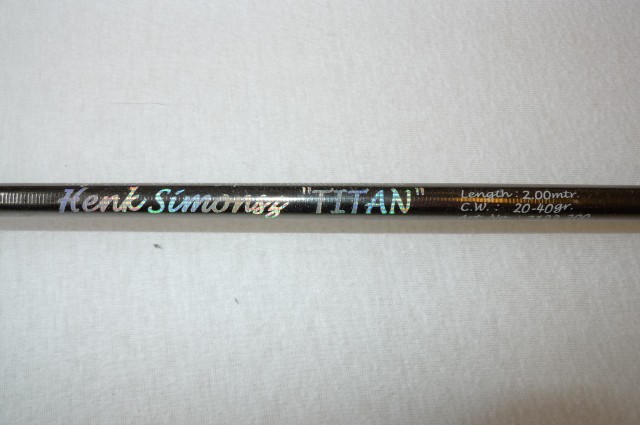 Henk Simonsz "TITAN"
Length: 2.00mtr.
C.W.: 20-40gr.